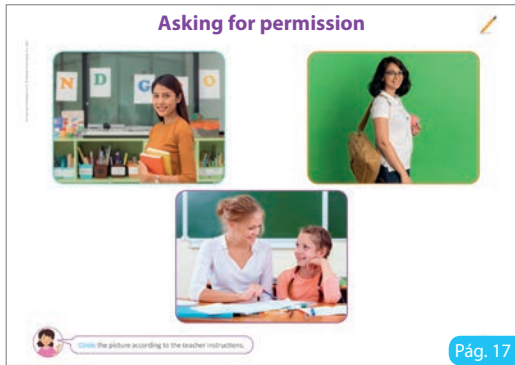 Asking for permission
N D G O
Circle the picture according to the teacher instructions.
Pág. 17